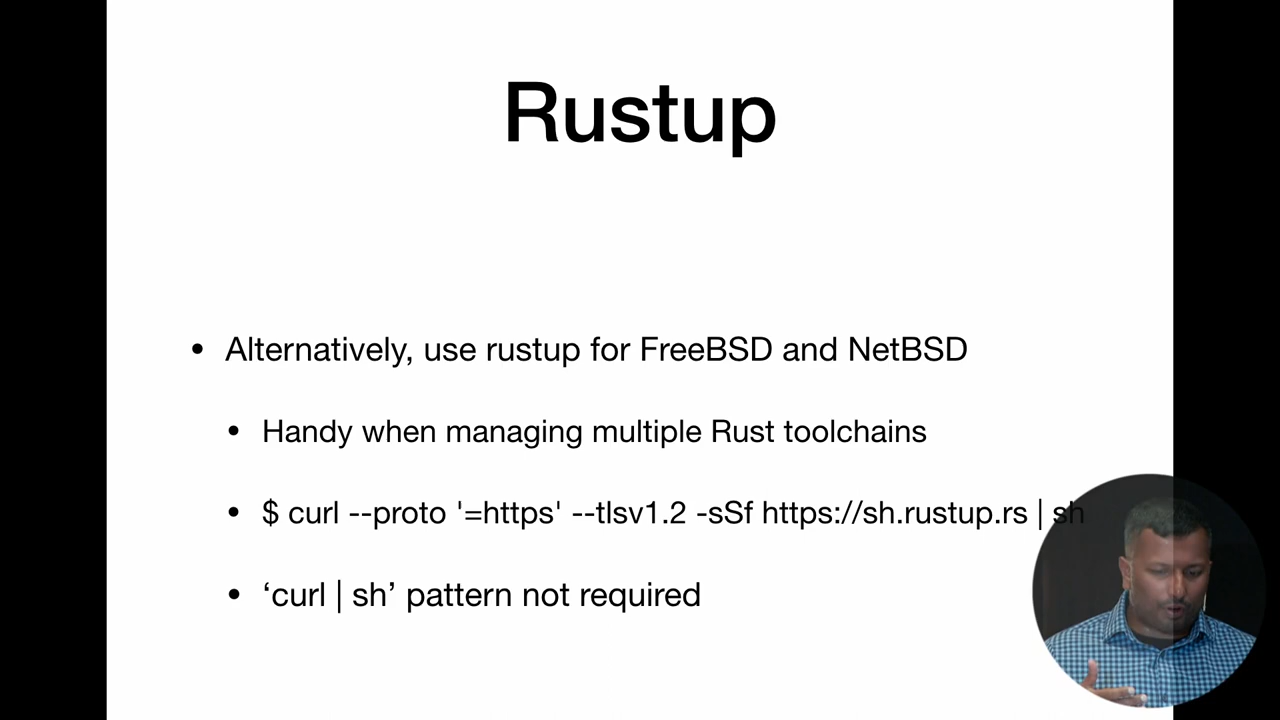 Rustup
• Alternatively, use rustup for FreeBSD and NetBSD
• Handy when managing multiple Rust toolchains
• $ curl --proto '=https' --tlsv1.2 -sSf https://sh.rustup.rs | sh
• ‘curl | sh’ pattern not required